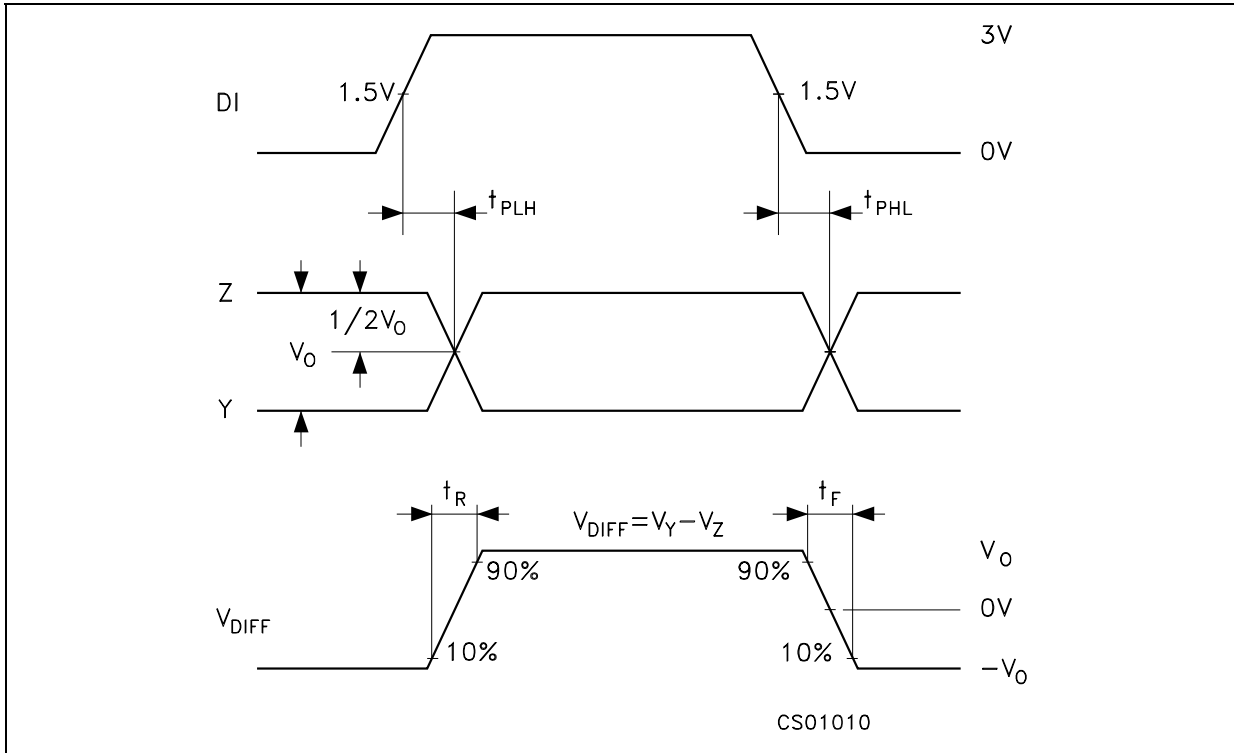 3V
DI
1.5V
1.5V
0V
tPLH
tPHL
Z
1/2VO
VO
Y
tR
tF
VDIFF=VY-VZ
VO
90%
90%
0V
VDIFF
10%
10%
-VO
CS01010